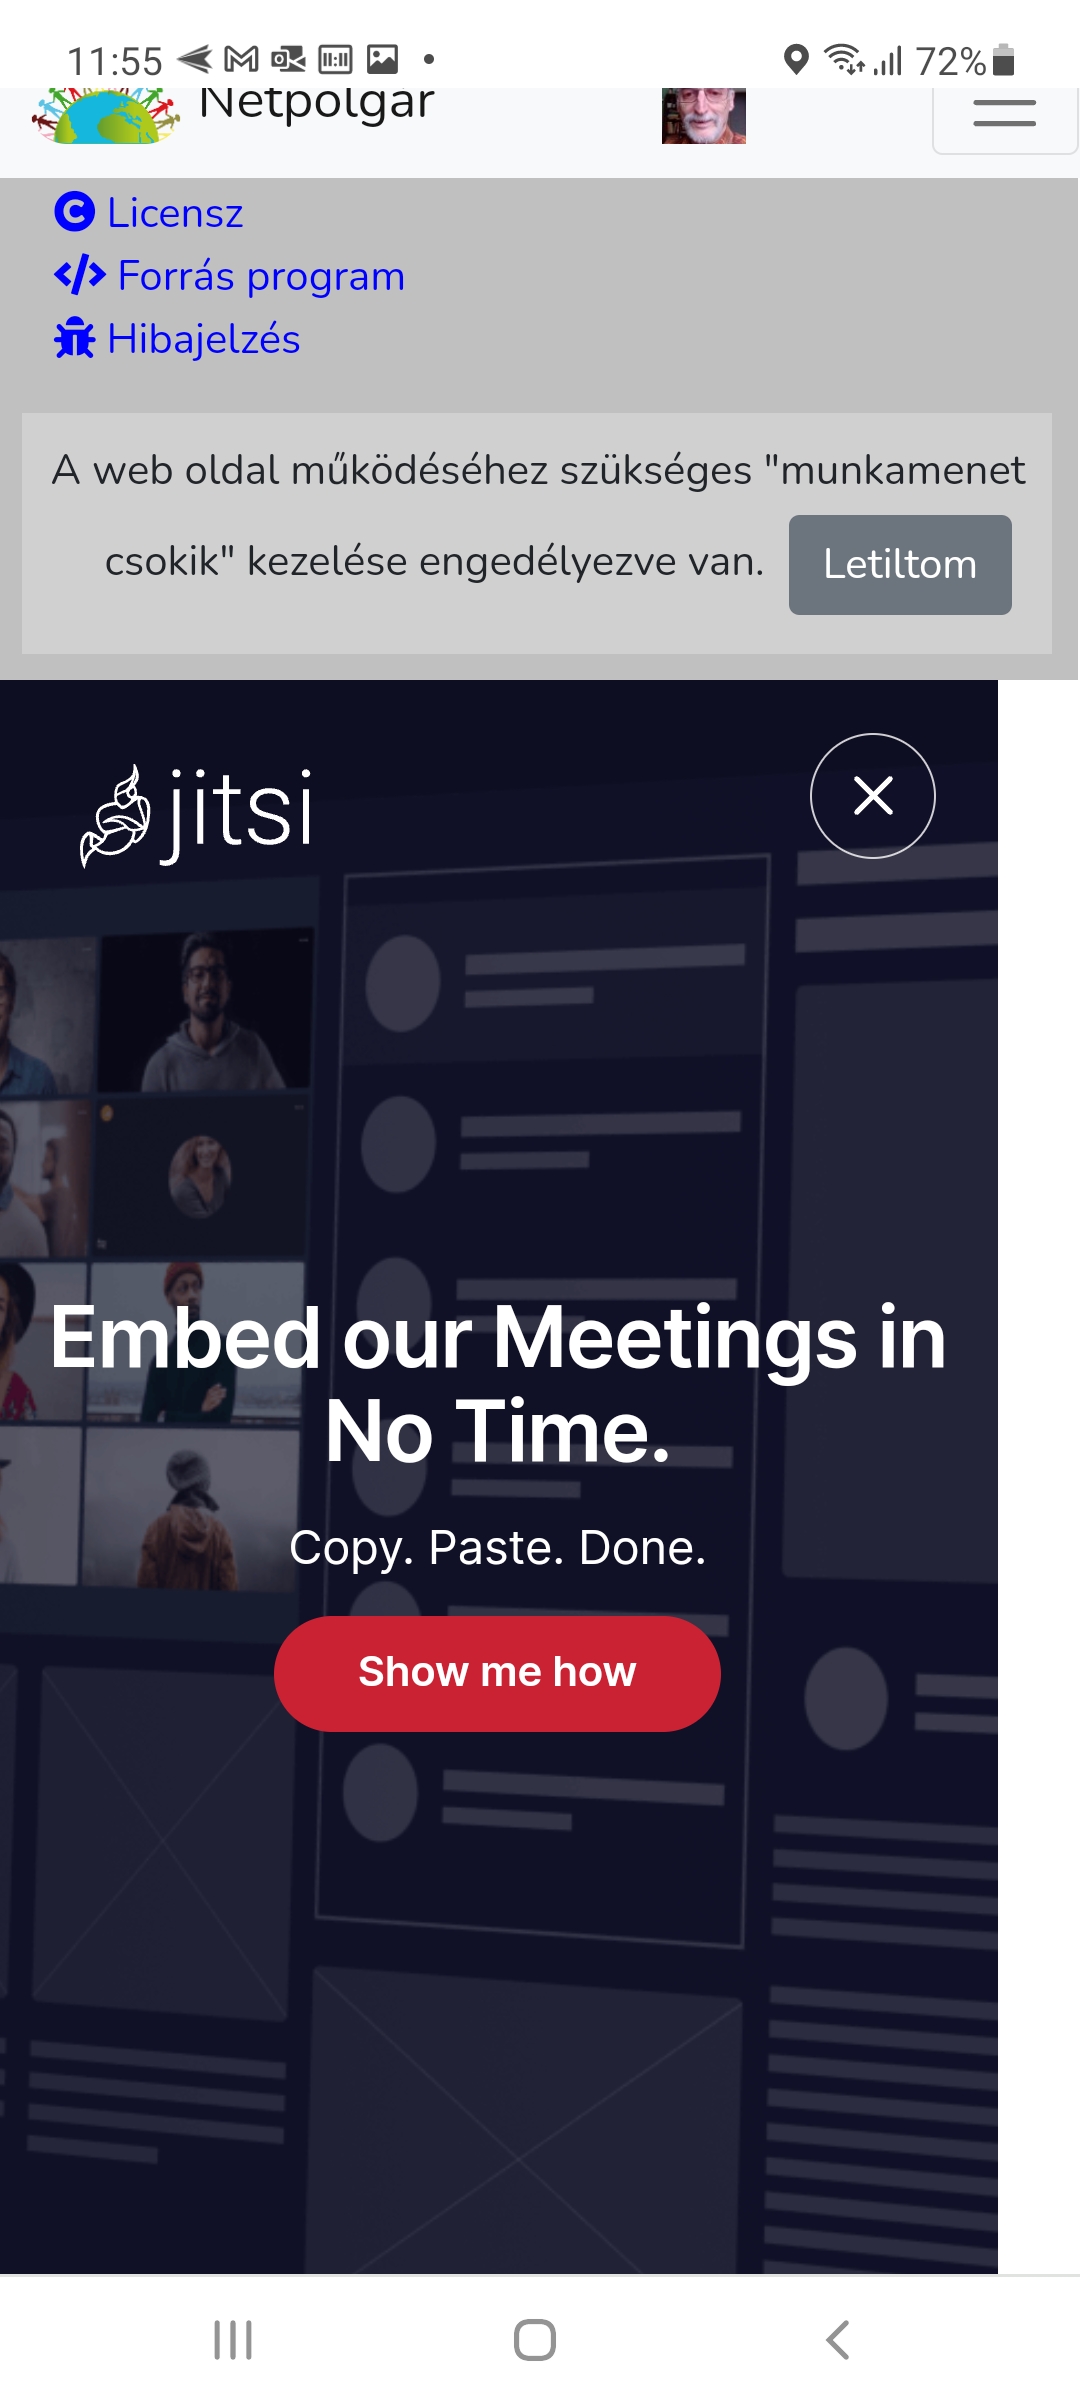 11:55 72%
Netpolgár
Licensz
Forrás program
Hibajelzés
A web oldal működéséhez szükséges "munkamenet
csokik" kezelése engedélyezve van. Letiltom
jitsi
Embed our Meetings in
No Time.
Copy. Paste. Done.
Show me how